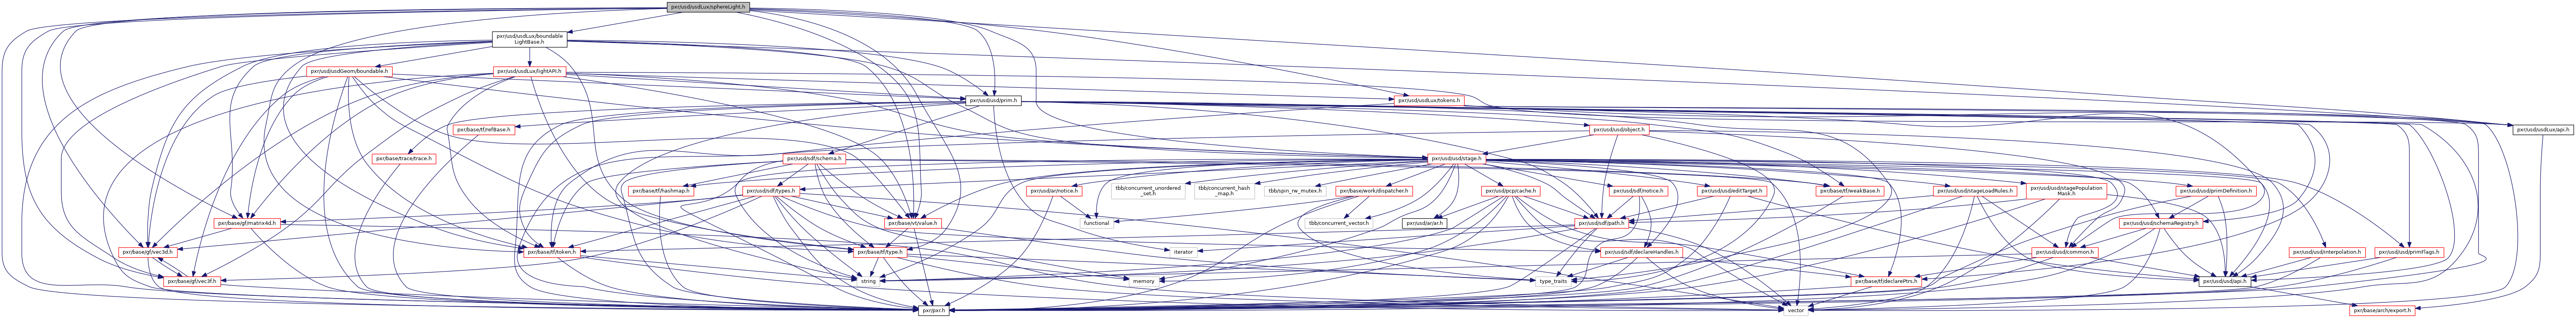 pxr/usd/usdLux/sphereLight.h
pxr/usd/usdLux/boundable
LightBase.h
pxr/usd/usdGeom/boundable.h
pxr/usd/usdLux/lightAPI.h
pxr/usd/usd/prim.h
pxr/usd/usdLux/tokens.h
pxr/base/tf/refBase.h
pxr/usd/usd/object.h
pxr/usd/usdLux/api.h
pxr/base/trace/trace.h
pxr/usd/sdf/schema.h
pxr/usd/usd/stage.h
pxr/base/tf/hashmap.h
pxr/usd/sdf/types.h
pxr/usd/ar/notice.h
tbb/concurrent_unordered
_set.h
tbb/concurrent_hash
_map.h
tbb/spin_rw_mutex.h
pxr/base/work/dispatcher.h
pxr/usd/pcp/cache.h
pxr/usd/sdf/notice.h
pxr/usd/usd/editTarget.h
pxr/base/tf/weakBase.h
pxr/usd/usd/stageLoadRules.h
pxr/usd/usd/stagePopulation
Mask.h
pxr/usd/usd/primDefinition.h
pxr/base/gf/matrix4d.h
pxr/base/vt/value.h
functional
tbb/concurrent_vector.h
pxr/usd/ar/ar.h
pxr/usd/sdf/path.h
pxr/usd/usd/schemaRegistry.h
pxr/base/gf/vec3d.h
pxr/base/tf/token.h
pxr/base/tf/type.h
iterator
pxr/usd/sdf/declareHandles.h
pxr/usd/usd/common.h
pxr/usd/usd/interpolation.h
pxr/usd/usd/primFlags.h
pxr/base/gf/vec3f.h
string
memory
type_traits
pxr/base/tf/declarePtrs.h
pxr/usd/usd/api.h
pxr/pxr.h
vector
pxr/base/arch/export.h